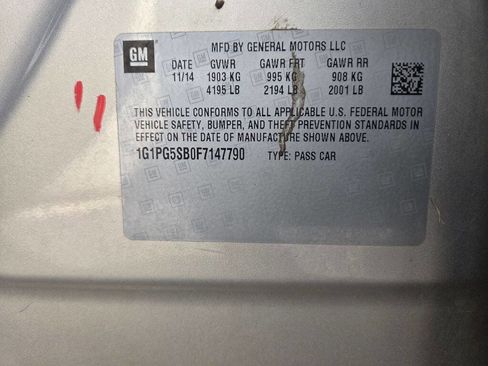 GM
MFD BY GENERAL MOTORS LLC
DATE GVWR GAWR FRT GAWR RR
11/14 1903 KG 995 KG 908 KG
4195 LB 2194 LB 2001 LB
THIS VEHICLE CONFORMS TO ALL APPLICABLE U.S. FEDERAL MOTOR
VEHICLE SAFETY, BUMPER, AND THEFT PREVENTION STANDARDS IN
EFFECT ON THE DATE OF MANUFACTURE SHOWN ABOVE.
1G1PG5SB0F7147790 TYPE: PASS CAR